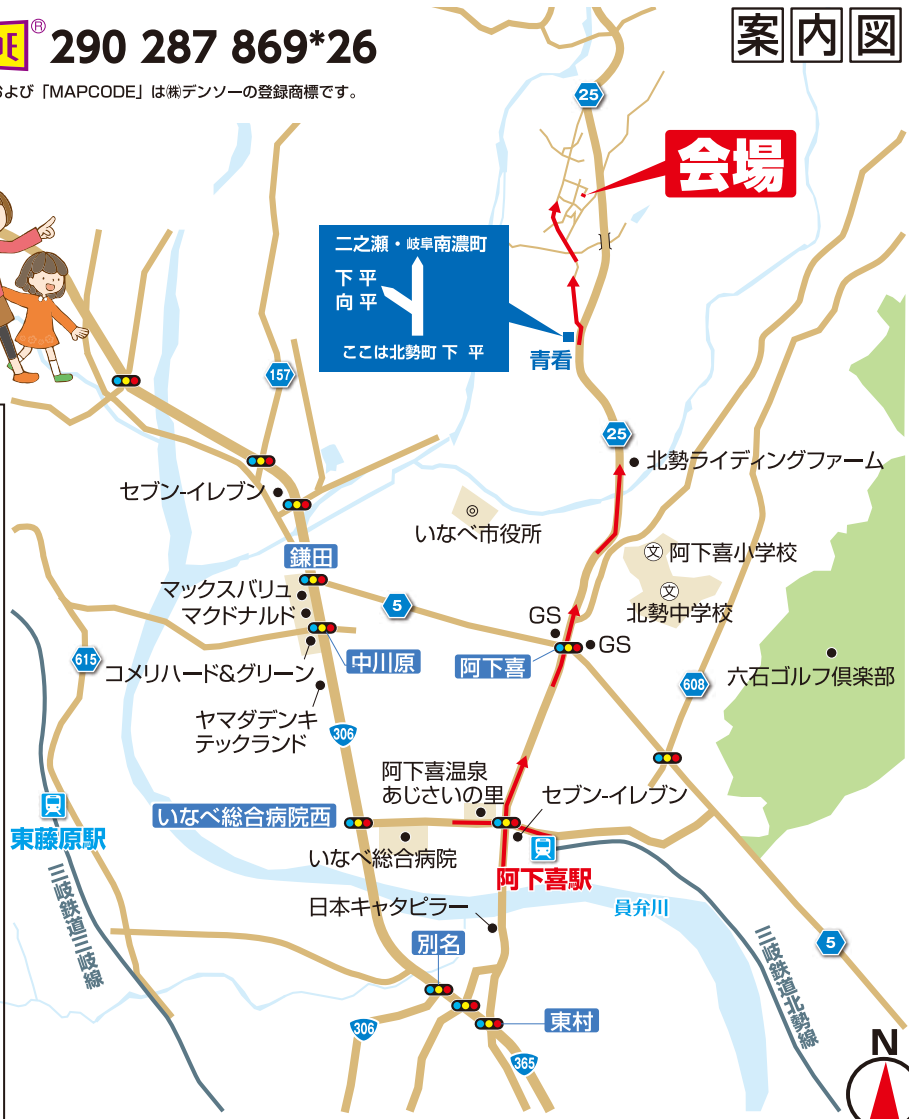 案内図
290 287 869*26
および「MAPCODE」は㈱デンソーの登録商標です。
25
会場
二之瀬・岐阜南濃町
下平
向平
ここは北勢町 下 平
青看
157
25
北勢ライディングファーム
セブン-イレブン
いなべ市役所
鎌田
文 阿下喜小学校
マックスバリュ
文
マクドナルド
5
北勢中学校
GS
GS
中川原
阿下喜
615
コメリハード&グリーン
六石ゴルフ倶楽部
608
ヤマダデンキ
テックランド
306
阿下喜温泉
あじさいの里
セブン-イレブン
いなべ総合病院西
東藤原駅
いなべ総合病院
阿下喜駅
三岐鉄道三岐線
日本キャタピラー
員弁川
別名
5
三岐鉄道北勢線
306
東村
365
N